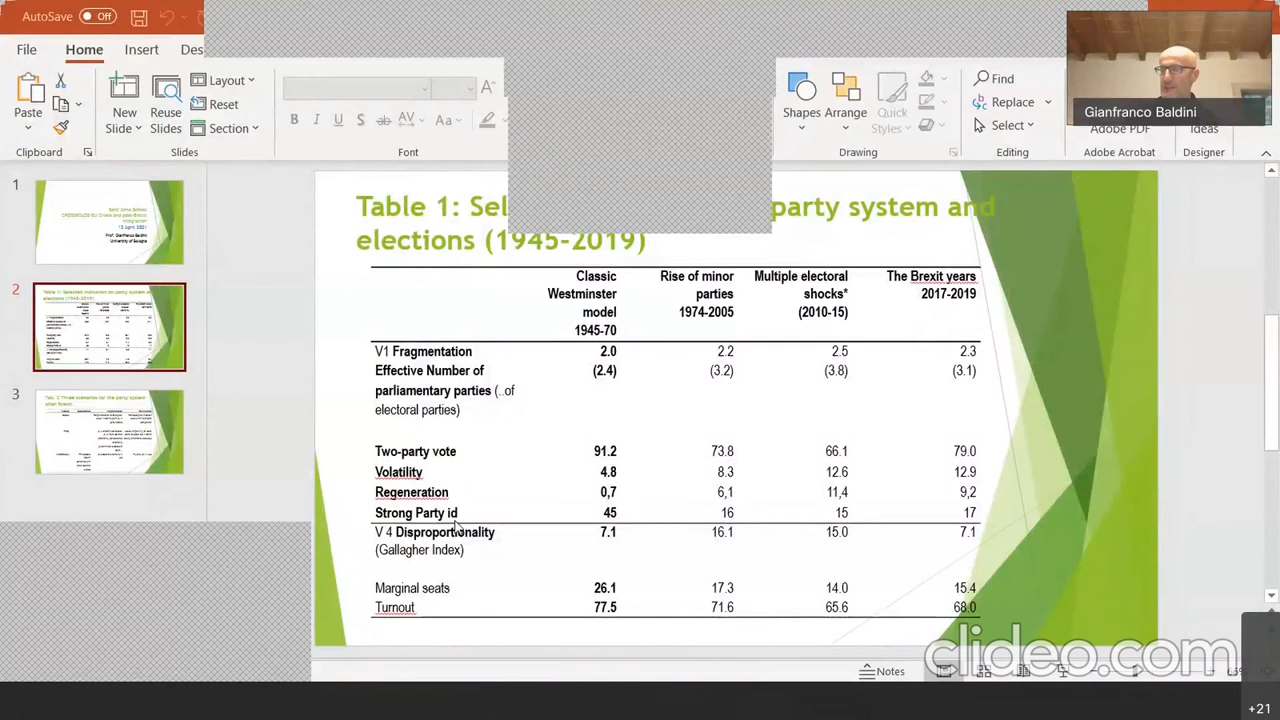 AutoSave Off
File Home Insert Des
Paste
New
Slide
Reuse
Slides
Layout
Reset
Section
Shapes Arrange Quick
Styles
Find
Replace
Select
Adobe PDF
Ideas
Gianfranco Baldini
Clipboard Slides Font Drawing Editing Adobe Acrobat Designer
1
2
3
Table 1: Sel party system and
elections (1945-2019)
Classic Rise of minor Multiple electoral The Brexit years
Westminster parties shocks* 2017-2019
model 1974-2005 (2010-15)
1945-70
V1 Fragmentation 2.0 2.2 2.5 2.3
Effective Number of (2.4) (3.2) (3.8) (3.1)
parliamentary parties (..of
electoral parties)
Two-party vote 91.2 73.8 66.1 79.0
Volatility 4.8 8.3 12.6 12.9
Regeneration 0,7 6,1 11,4 9,2
Strong Party id 45 16 15 17
V 4 Disproportionality 7.1 16.1 15.0 7.1
(Gallagher Index)
Marginal seats 26.1 17.3 14.0 15.4
Turnout 77.5 71.6 65.6 68.0
clideo.com
Notes
+21